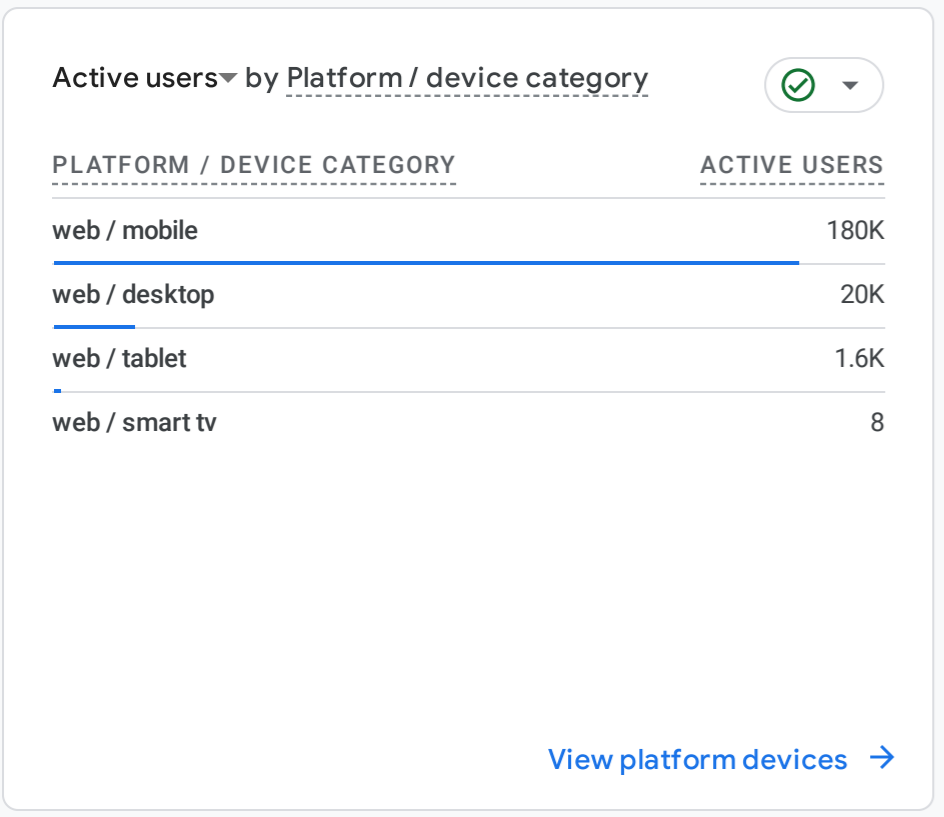 Active users by Platform / device category
PLATFORM / DEVICE CATEGORY ACTIVE USERS
web / mobile 180K
web / desktop 20K
web / tablet 1.6K
web / smart tv 8
View platform devices